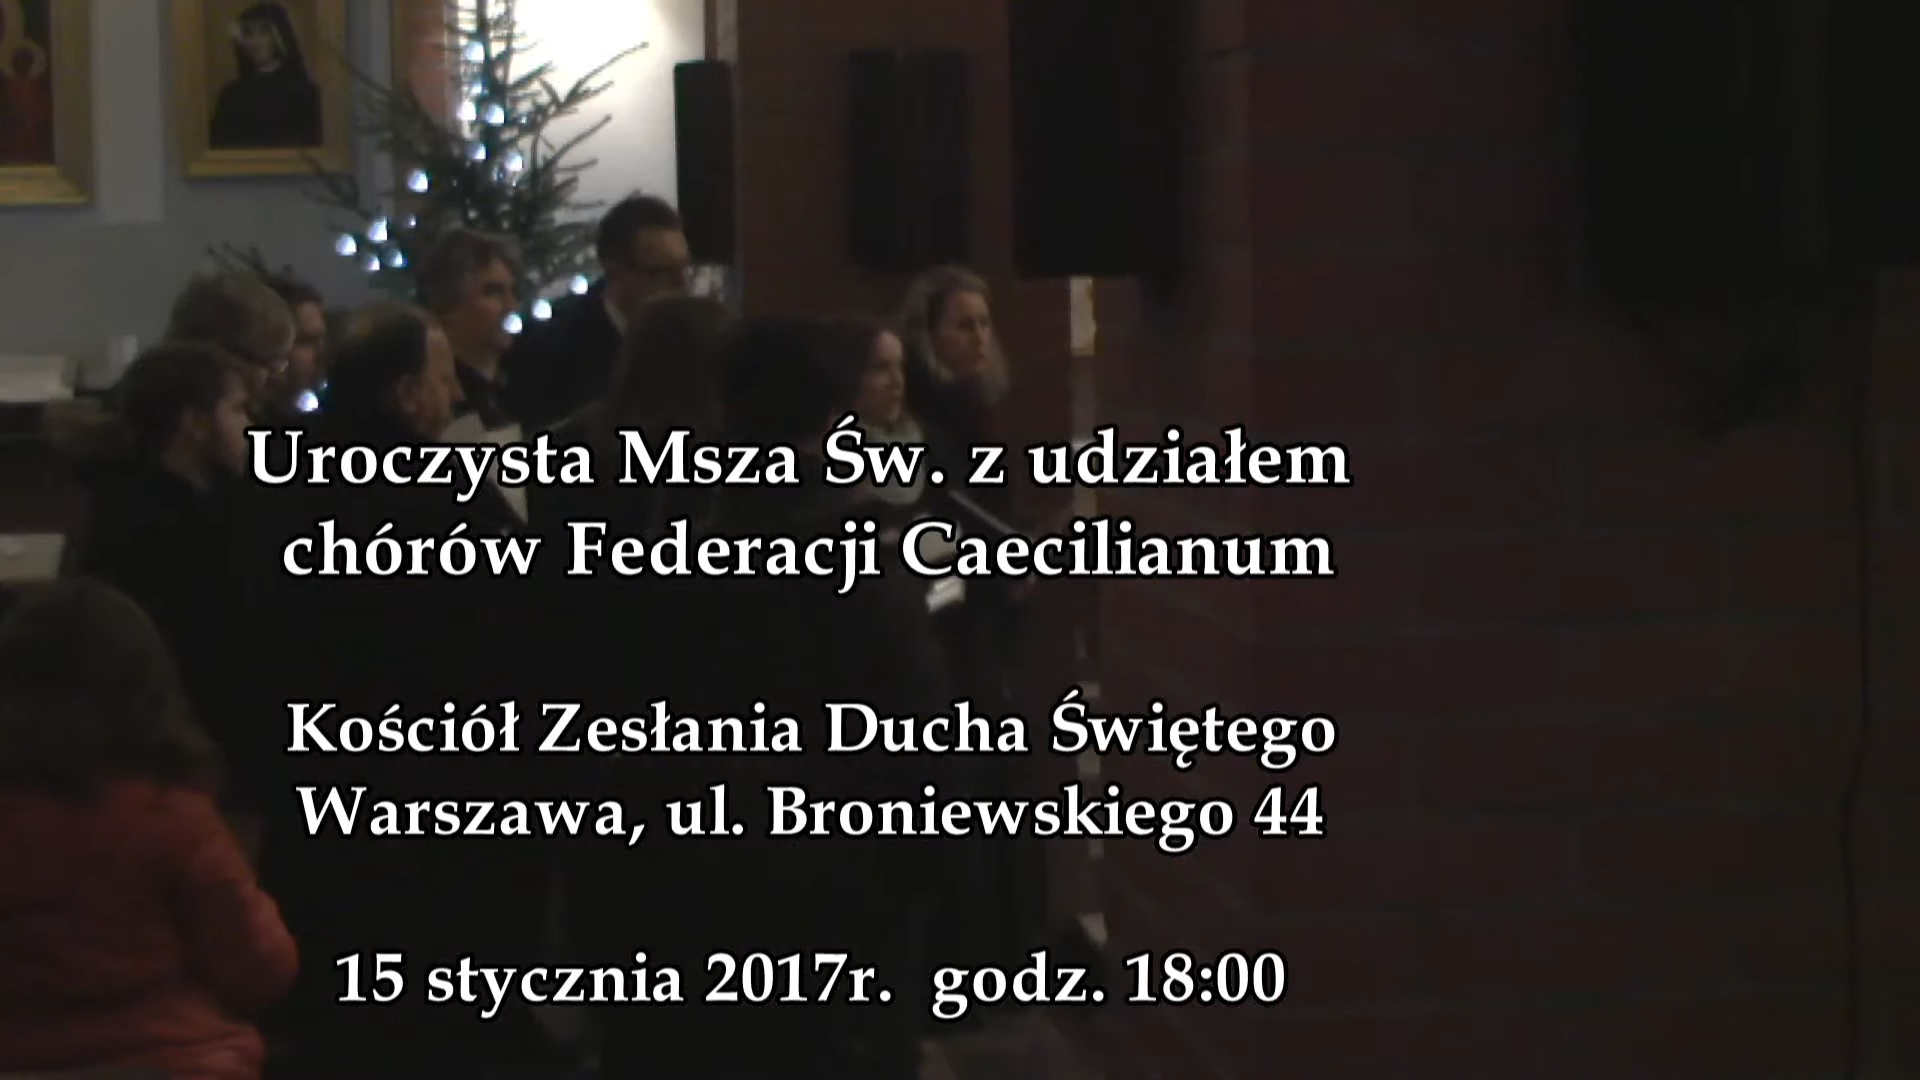 Uroczysta Msza Św. z udziałem
chórów Federacji Caecilianum
Kościół Zesłania Ducha Świętego
Warszawa, ul. Broniewskiego 44
15 stycznia 2017r. godz. 18:00